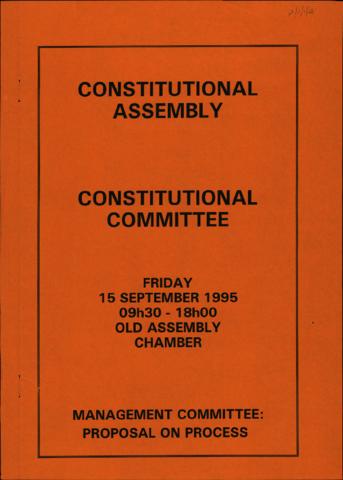 CONSTITUTIONAL
ASSEMBLY
CONSTITUTIONAL
COMMITTEE
FRIDAY
15 SEPTEMBER 1995
09h30 - 18h00
OLD ASSEMBLY
CHAMBER
MANAGEMENT COMMITTEE:
PROPOSAL ON PROCESS